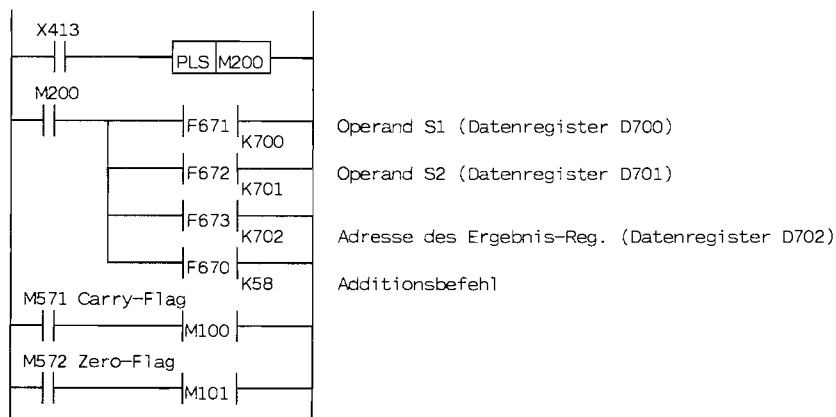 X413
PLS M200
M200
F671 K700 Operand S1 (Datenregister D700)
F672 K701 Operand S2 (Datenregister D701)
F673 K702 Adresse des Ergebnis-Reg. (Datenregister D702)
F670 K58 Additionsbefehl
M571 Carry-Flag
M100
M572 Zero-Flag
M101